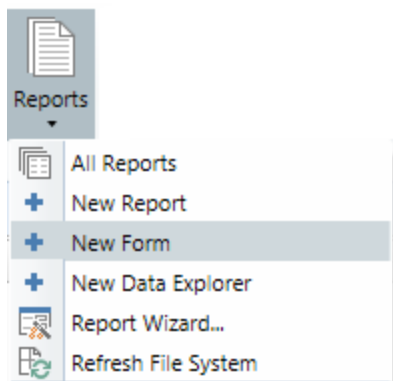 Reports
All Reports
New Report
New Form
New Data Explorer
Report Wizard...
Refresh File System